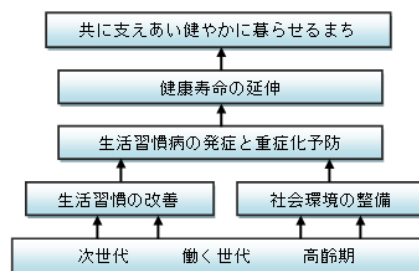 共に支えあい健やかに暮らせるまち
健康寿命の延伸
生活習慣病の発症と重症化予防
生活習慣の改善 社会環境の整備
次世代 働く世代 高齢期